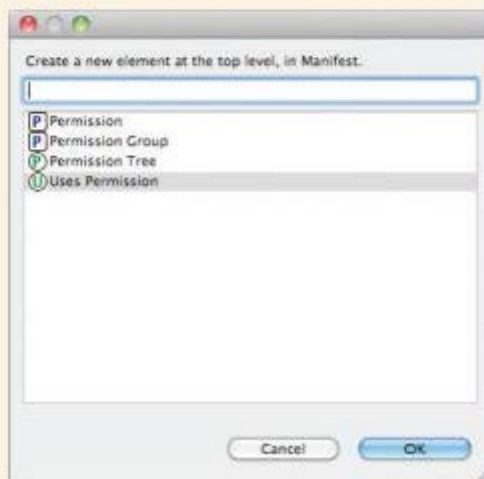 Create a new element at the top level, in Manifest.
P Permission
P Permission Group
P Permission Tree
U Uses Permission
Cancel
OK